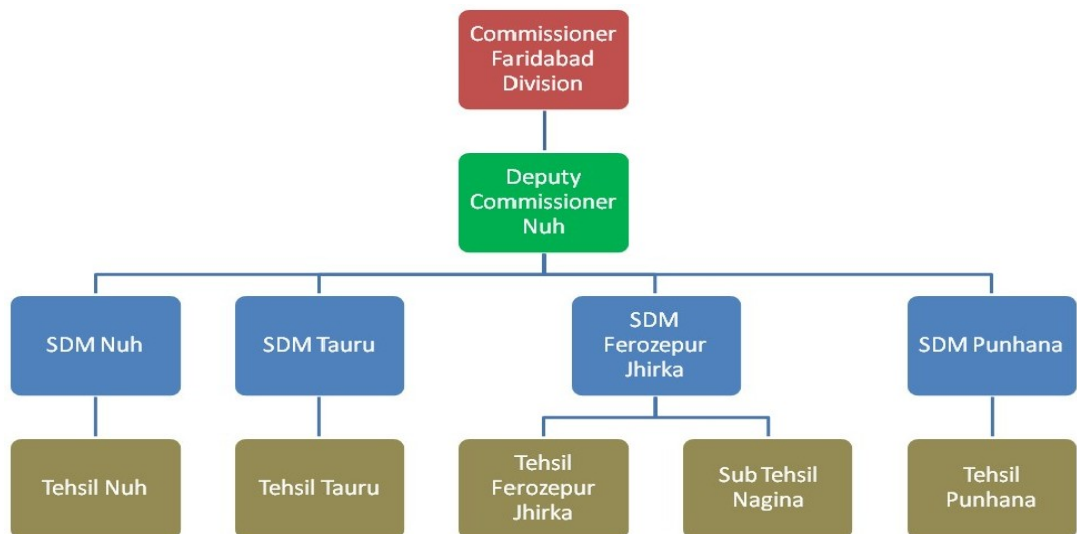 Commissioner
Faridabad
Division
Deputy
Commissioner
Nuh
SDM Nuh
SDM Tauru
SDM
Ferozepur
Jhirka
SDM Punhana
Tehsil Nuh
Tehsil Tauru
Tehsil
Ferozepur
Jhirka
Sub Tehsil
Nagina
Tehsil
Punhana